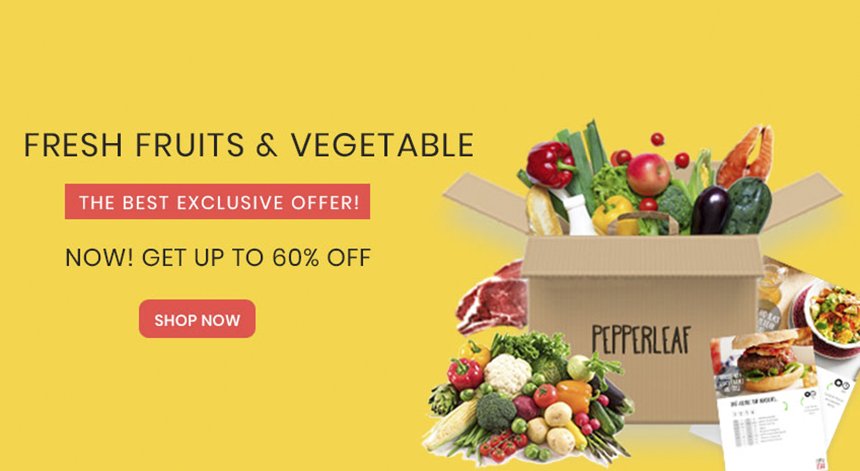 FRESH FRUITS & VEGETABLE
THE BEST EXCLUSIVE OFFER!
NOW! GET UP TO 60% OFF
SHOP NOW
PEPPERLEAF